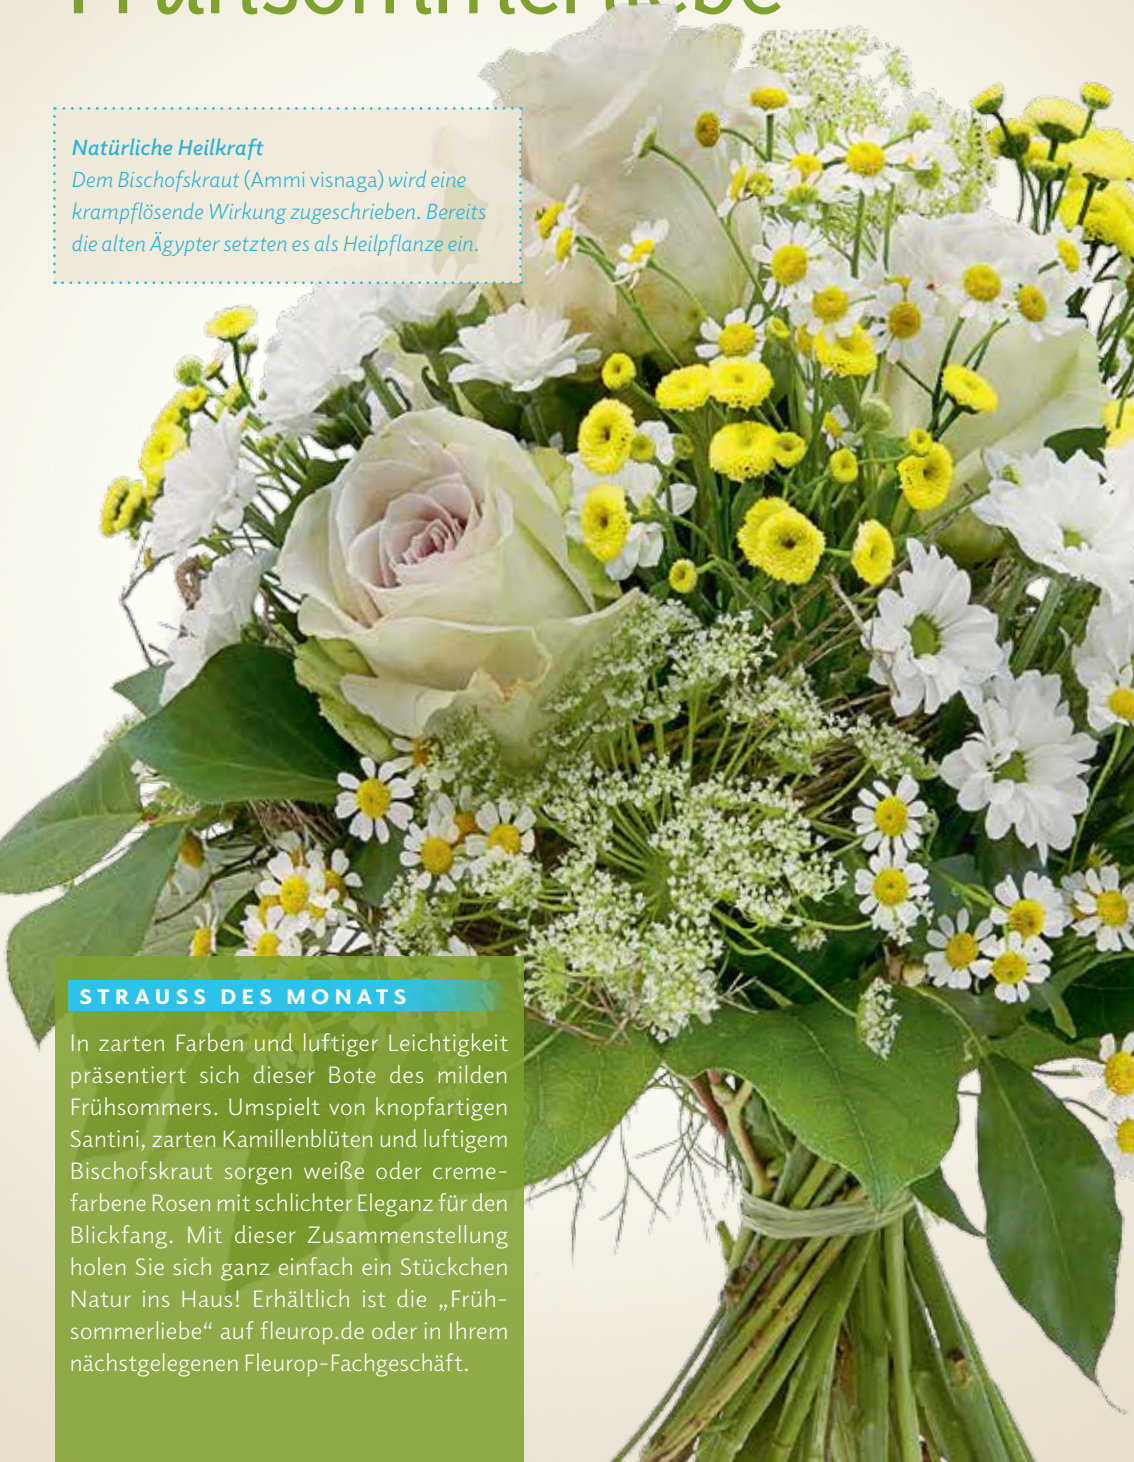 Frühsommerliebe
Natürliche Heilkraft
Dem Bischofskraut (Ammi visnaga) wird eine
krampflösende Wirkung zugeschrieben. Bereits
die alten Ägypter setzten es als Heilpflanze ein.
STRAUSS DES MONATS
In zarten Farben und luftiger Leichtigkeit
präsentiert sich dieser Bote des milden
Frühsommers. Umspielt von knopfartigen
Santini, zarten Kamillenblüten und luftigem
Bischofskraut sorgen weiße oder creme-
farbene Rosen mit schlichter Eleganz für den
Blickfang. Mit dieser Zusammenstellung
holen Sie sich ganz einfach ein Stückchen
Natur ins Haus! Erhältlich ist die „Früh-
sommerliebe“ auf fleurop.de oder in Ihrem
nächstgelegenen Fleurop-Fachgeschäft.